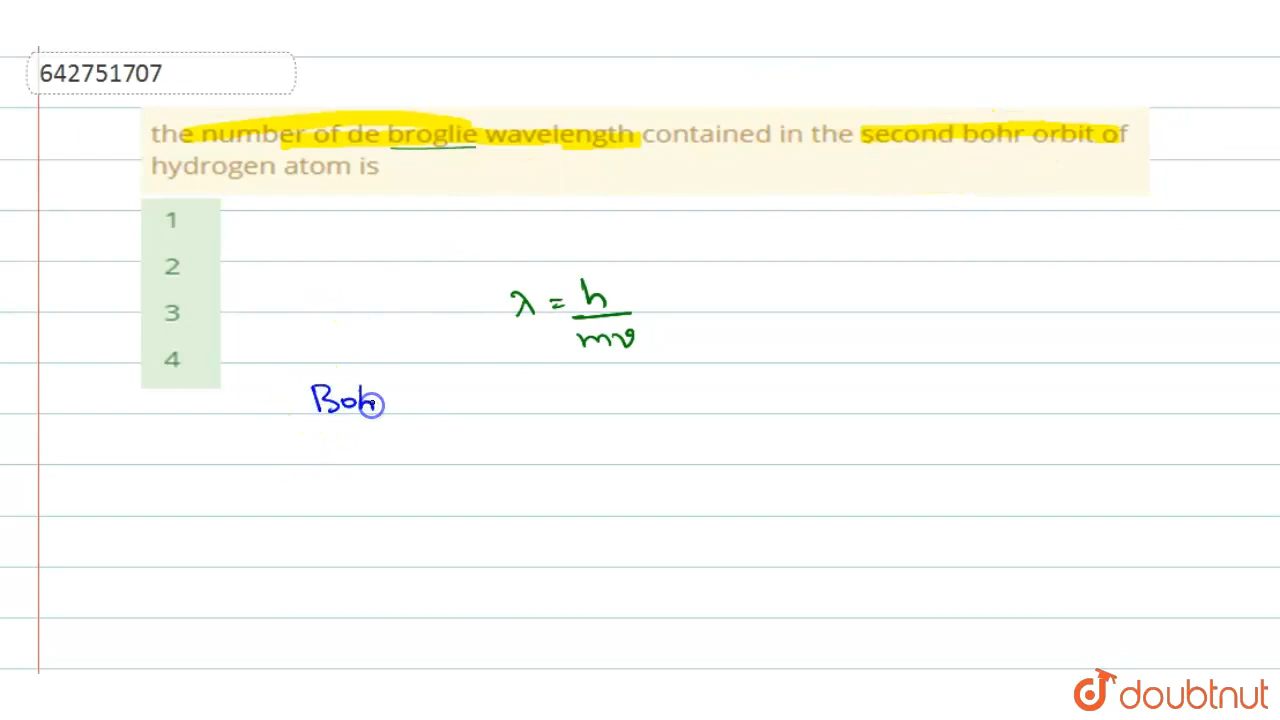 642751707
the number of de broglie wavelength contained in the second bohr orbit of
hydrogen atom is
1
2
3
4
λ = h
mv
Boh
doubtnut